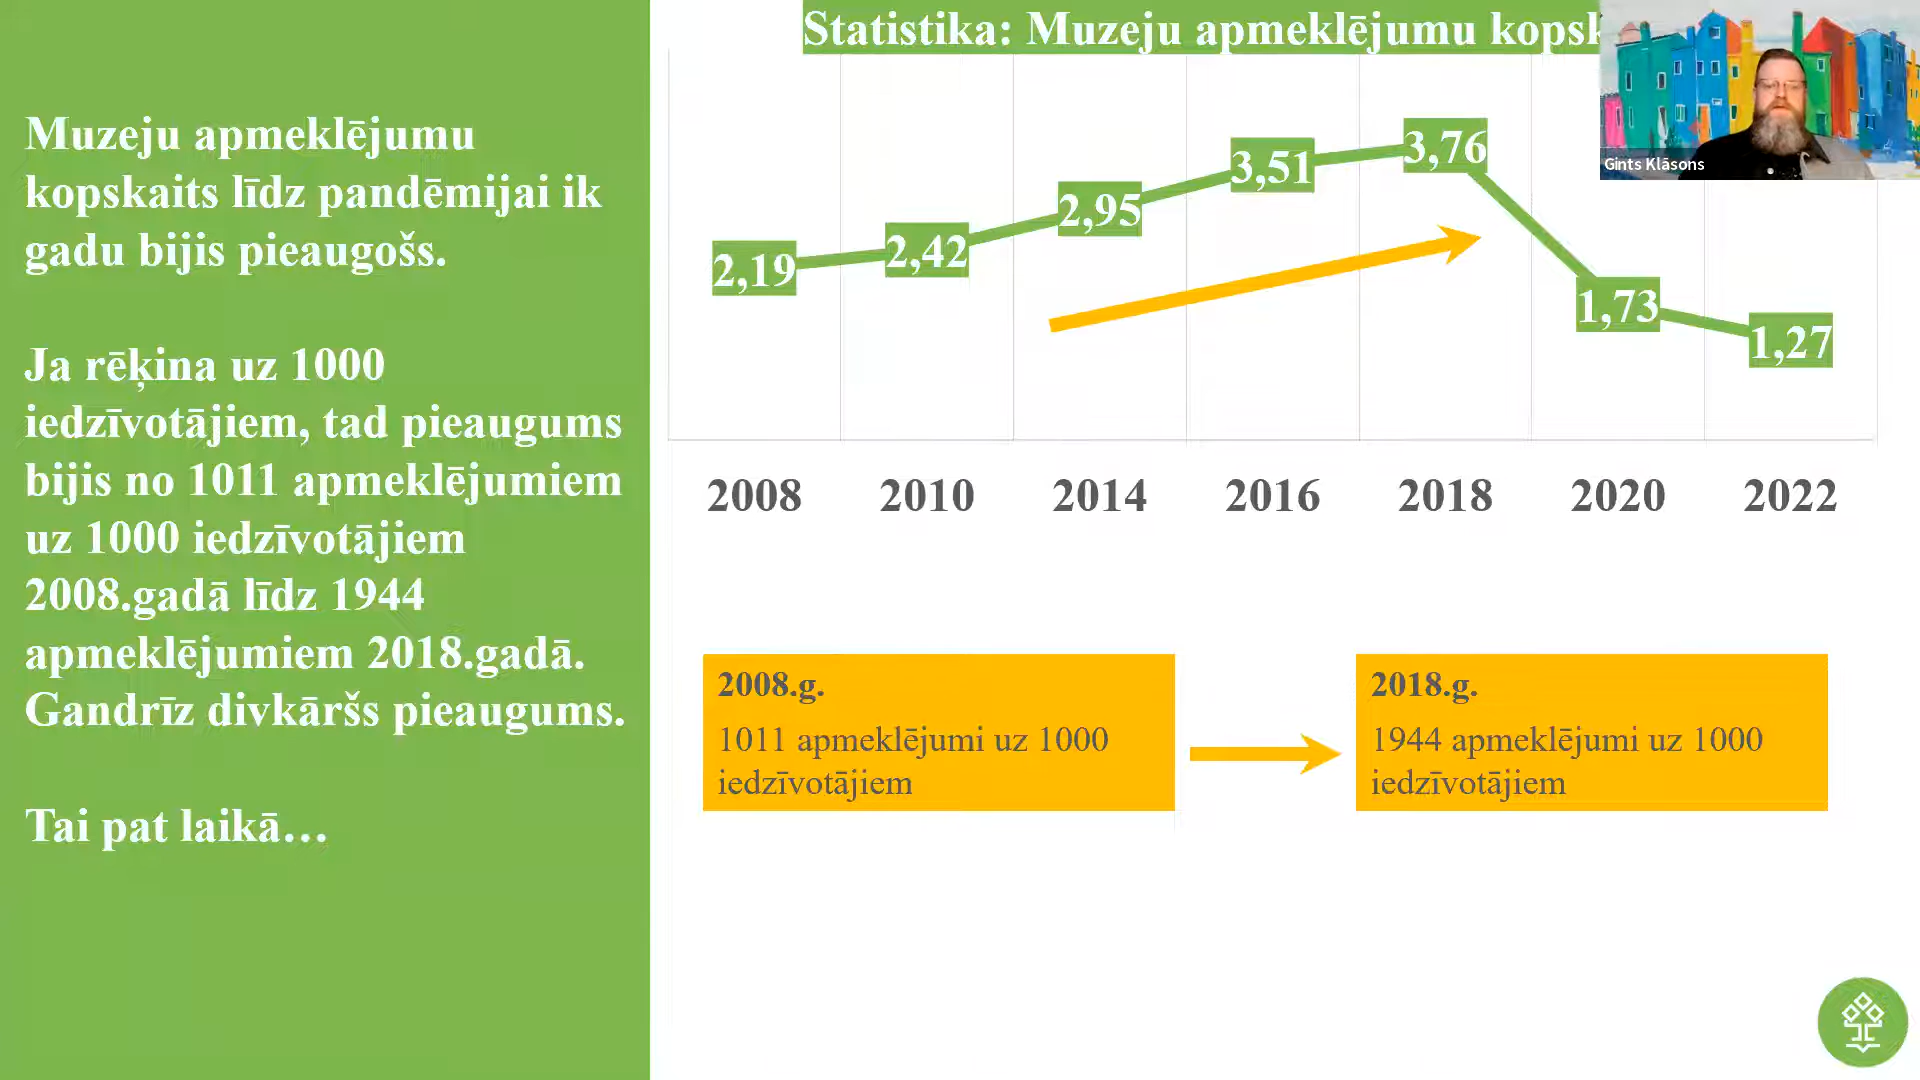 Statistika: Muzeju apmeklējumu
Gints Klāsons
Muzeju apmeklējumu
kopskaits līdz pandēmijai ik
gadu bijis pieaugošs.
Ja rēķina uz 1000
iedzīvotājiem, tad pieaugums
bijis no 1011 apmeklējumiem
uz 1000 iedzīvotājiem
2008.gadā līdz 1944
apmeklējumiem 2018.gadā.
Gandrīz divkāršs pieaugums.
Tai pat laikā…
2,19 2,42 2,95 3,51 3,76 1,73 1,27
2008 2010 2014 2016 2018 2020 2022
2008.g.
1011 apmeklējumi uz 1000
iedzīvotājiem
2018.g.
1944 apmeklējumi uz 1000
iedzīvotājiem